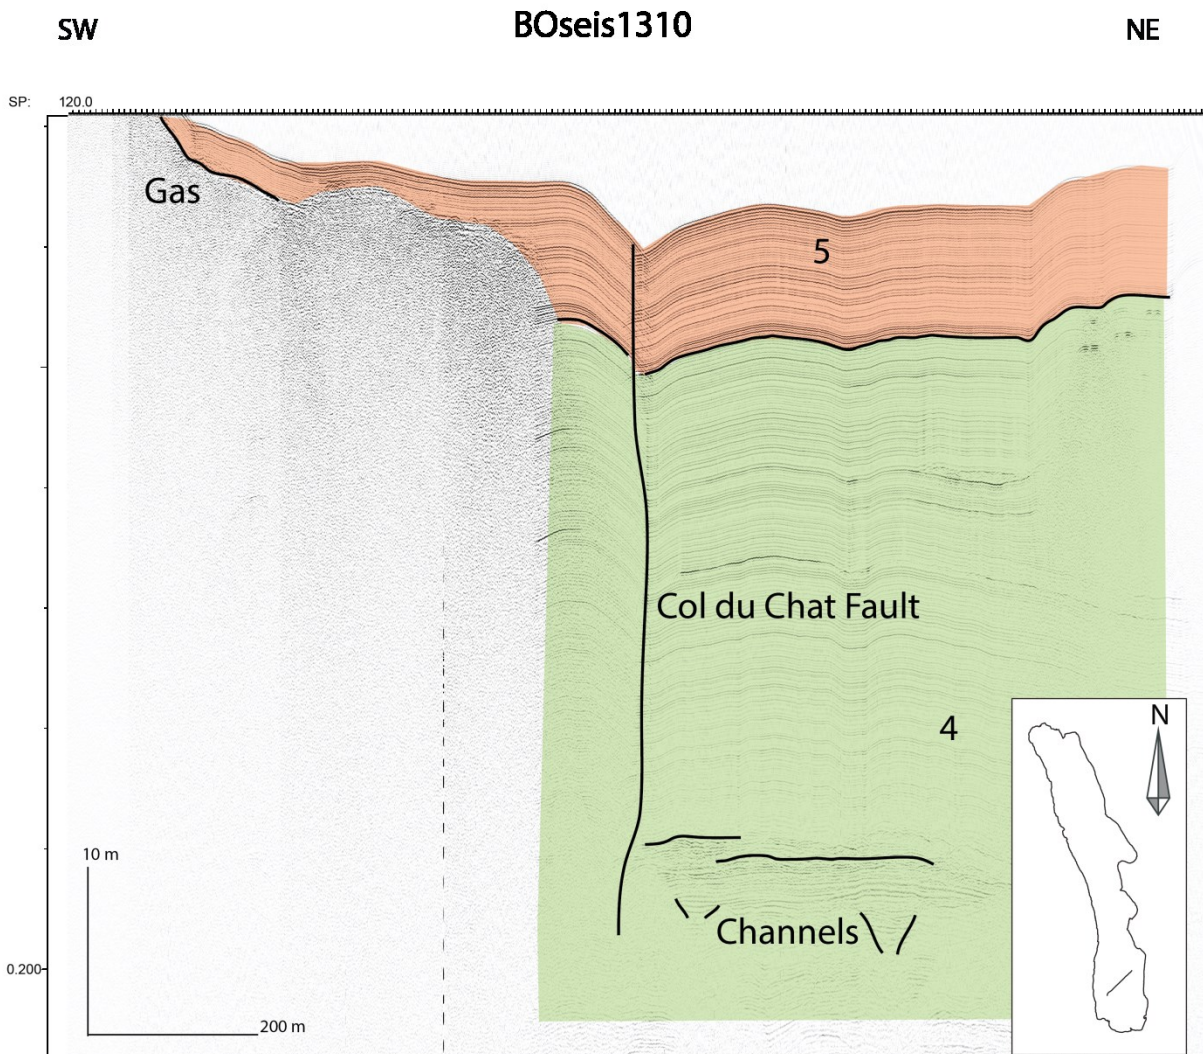 BOseis1310
SW
NE
SP:
120.0
Gas
5
Col du Chat Fault
4
N
10 m
Channels
0.200
200 m